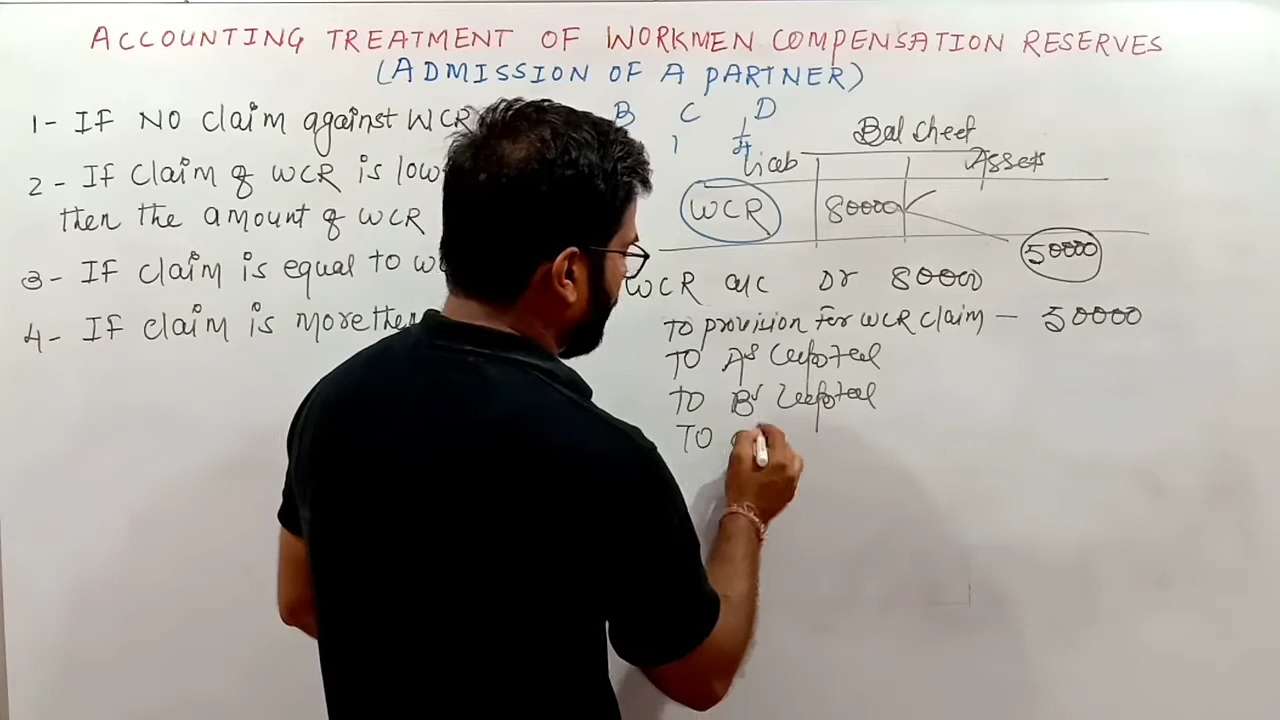 ACCOUNTING TREATMENT OF WORKMEN COMPENSATION RESERVES
(ADMISSION OF A PARTNER)
1- IF NO claim against WCR
2- If Claim of WCR is low
then the amount of WCR
3- IF claim is equal to
4- If claim is more then
B C D
1
Bal sheet
Liab Assets
WCR 80000
50000
WCR a/c Dr 80000
To provision For WCR Claim - 50000
TO A's
TO B's
TO